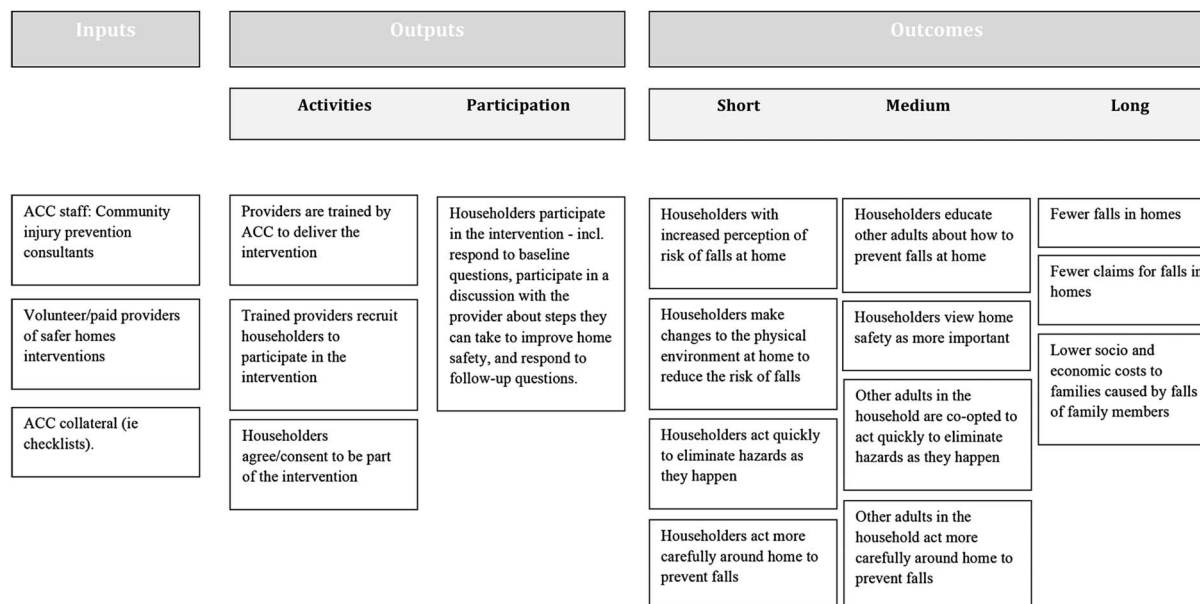 Inputs
Outputs
Outcomes
Activities
Participation
Short
Medium
Long
ACC staff: Community
injury prevention
consultants
Volunteer/paid providers
of safer homes
interventions
ACC collateral (ie
checklists).
Providers are trained by
ACC to deliver the
intervention
Trained providers recruit
householders to
participate in the
intervention
Householders
agree/consent to be part
of the intervention
Householders participate
in the intervention - incl.
respond to baseline
questions, participate in a
discussion with the
provider about steps they
can take to improve home
safety, and respond to
follow-up questions.
Householders with
increased perception of
risk of falls at home
Householders make
changes to the physical
environment at home to
reduce the risk of falls
Householders act quickly
to eliminate hazards as
they happen
Householders act more
carefully around home to
prevent falls
Householders educate
other adults about how to
prevent falls at home
Householders view home
safety as more important
Other adults in the
household are co-opted to
act quickly to eliminate
hazards as they happen
Other adults in the
household act more
carefully around home to
prevent falls
Fewer falls in homes
Fewer claims for falls in
homes
Lower socio and
economic costs to
families caused by falls
of family members